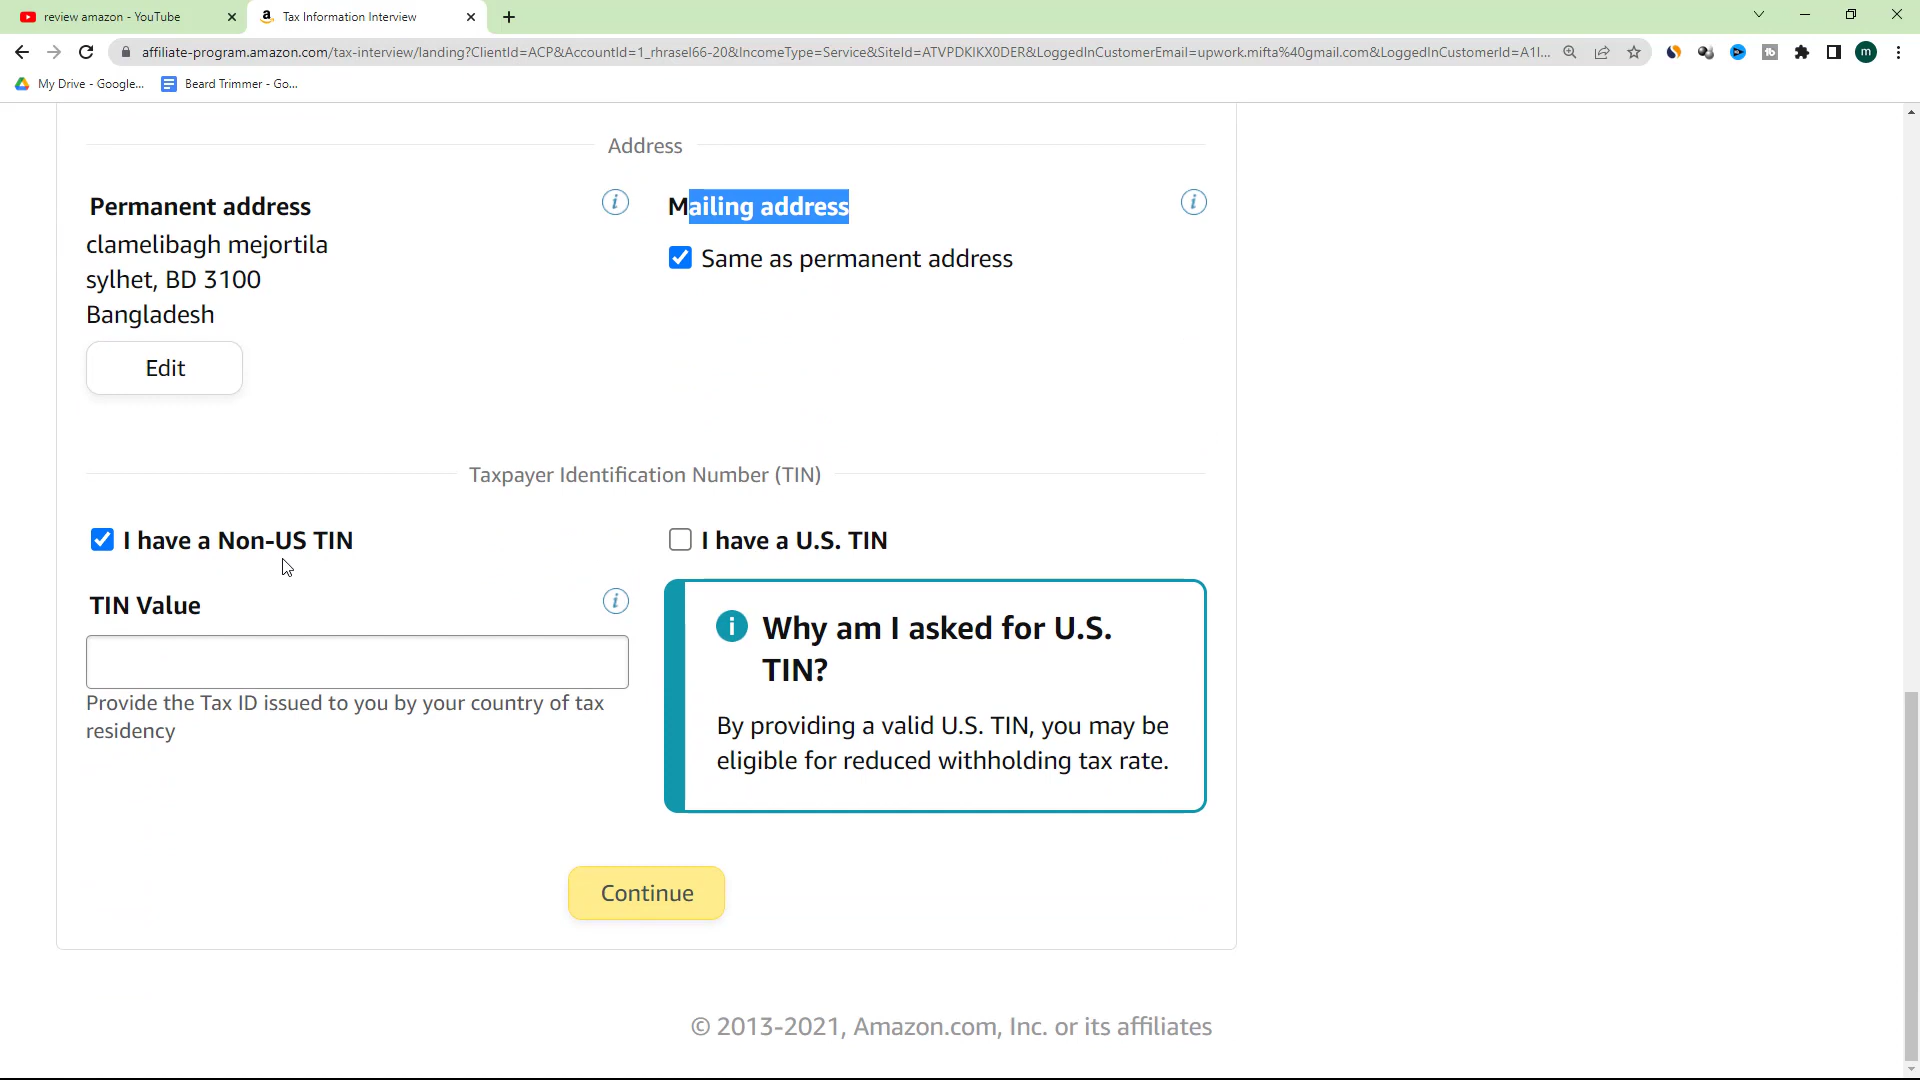 review amazon - YouTube
Tax Information Interview
affiliate-program.amazon.com/tax-interview/landing?ClientId=ACP&AccountId=1_rhrasel66-20&IncomeType=Service&SiteId=ATVPDKIKX0DER&LoggedInCustomerEmail=upwork.mifta%40gmail.com&LoggedInCustomerId=A1I...
m
My Drive - Google...
Beard Trimmer - Go...
Address
Permanent address
Mailing address
clamelibagh mejortila
Same as permanent address
sylhet, BD 3100
Bangladesh
Edit
Taxpayer Identification Number (TIN)
I have a Non-US TIN
I have a U.S. TIN
TIN Value
Why am I asked for U.S.
TIN?
Provide the Tax ID issued to you by your country of tax
residency
By providing a valid U.S. TIN, you may be
eligible for reduced withholding tax rate.
Continue
© 2013-2021, Amazon.com, Inc. or its affiliates